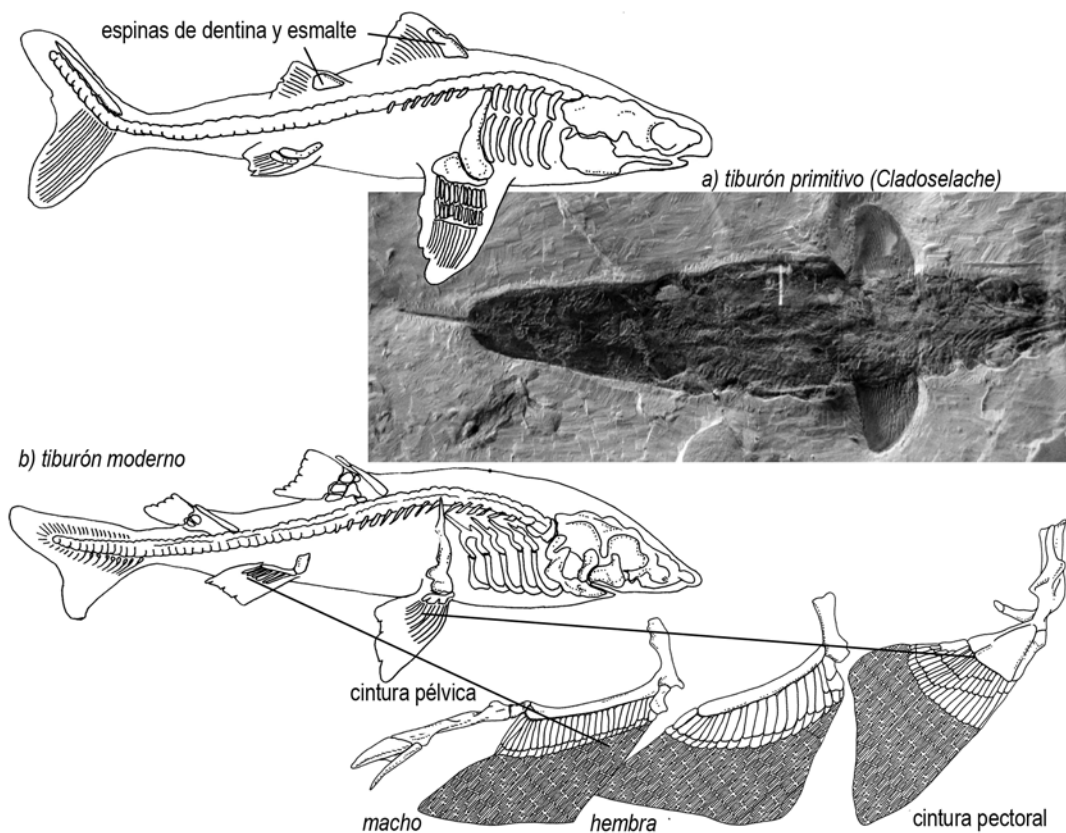 espinas de dentina y esmalte
a) tiburón primitivo (Cladoselache)
b) tiburón moderno
cintura pélvica
macho
hembra
cintura pectoral